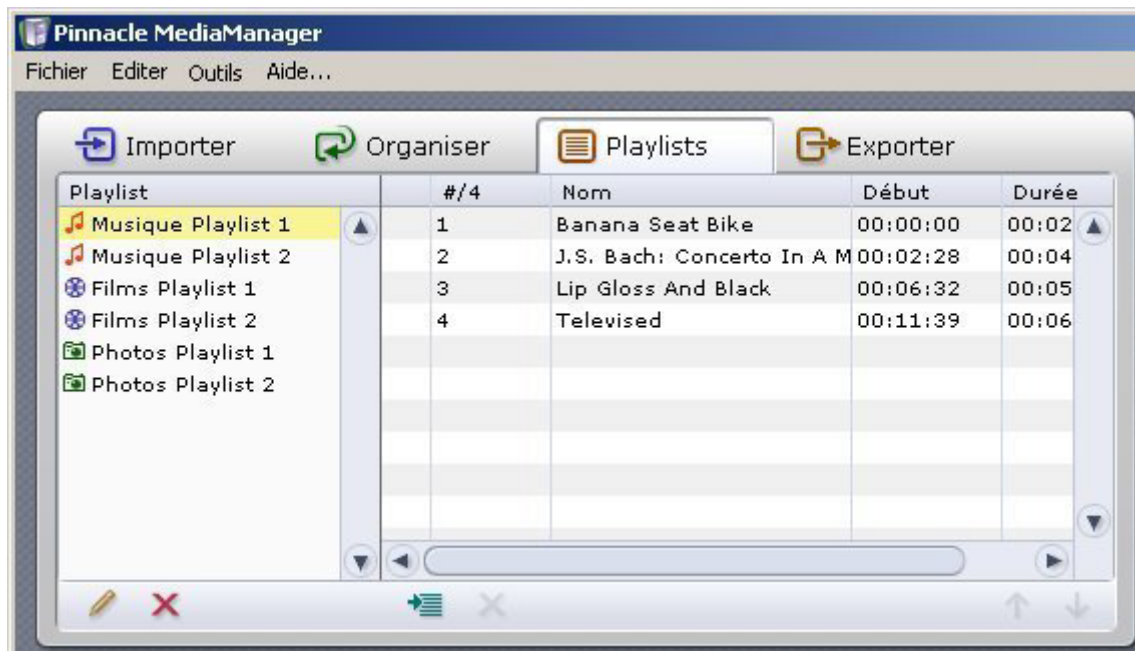 Pinnacle MediaManager
Fichier Editer Outils Aide...
Importer Organiser Playlists Exporter
Playlist #/4 Nom Début Durée
Musique Playlist 1 1 Banana Seat Bike 00:00:00 00:02
Musique Playlist 2 2 J.S. Bach: Concerto In A M 00:02:28 00:04
Films Playlist 1 3 Lip Gloss And Black 00:06:32 00:05
Films Playlist 2 4 Televised 00:11:39 00:06
Photos Playlist 1
Photos Playlist 2